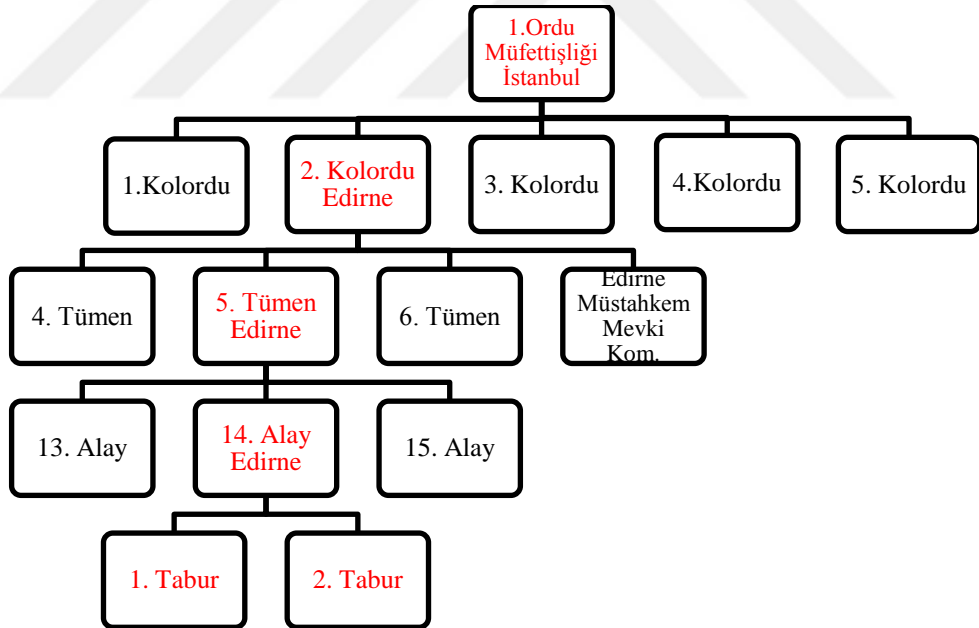 1.Ordu
Müfettişliği
İstanbul
1.Kolordu
2. Kolordu
Edirne
3. Kolordu
4.Kolordu
5. Kolordu
4. Tümen
5. Tümen
Edirne
6. Tümen
Edirne
Müstahkem
Mevki
Kom.
13. Alay
14. Alay
Edirne
15. Alay
1. Tabur
2. Tabur